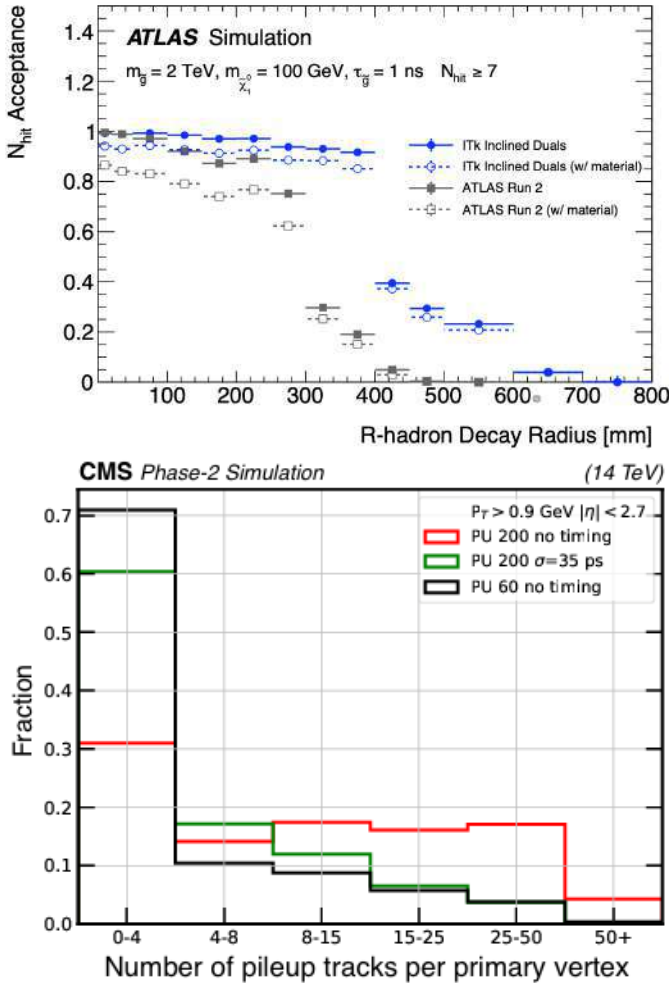 ATLAS Simulation
m_g̃ = 2 TeV, m_χ̃₁⁰ = 100 GeV, τ_g̃ = 1 ns N_hit ≥ 7
N_hit Acceptance
1.4
1.2
1
0.8
0.6
0.4
0.2
0
ITk Inclined Duals
ITk Inclined Duals (w/ material)
ATLAS Run 2
ATLAS Run 2 (w/ material)
100 200 300 400 500 600 700 800
R-hadron Decay Radius [mm]
CMS Phase-2 Simulation (14 TeV)
P_T > 0.9 GeV |η| < 2.7
PU 200 no timing
PU 200 σ=35 ps
PU 60 no timing
Fraction
0.7
0.6
0.5
0.4
0.3
0.2
0.1
0.0
0-4 4-8 8-15 15-25 25-50 50+
Number of pileup tracks per primary vertex